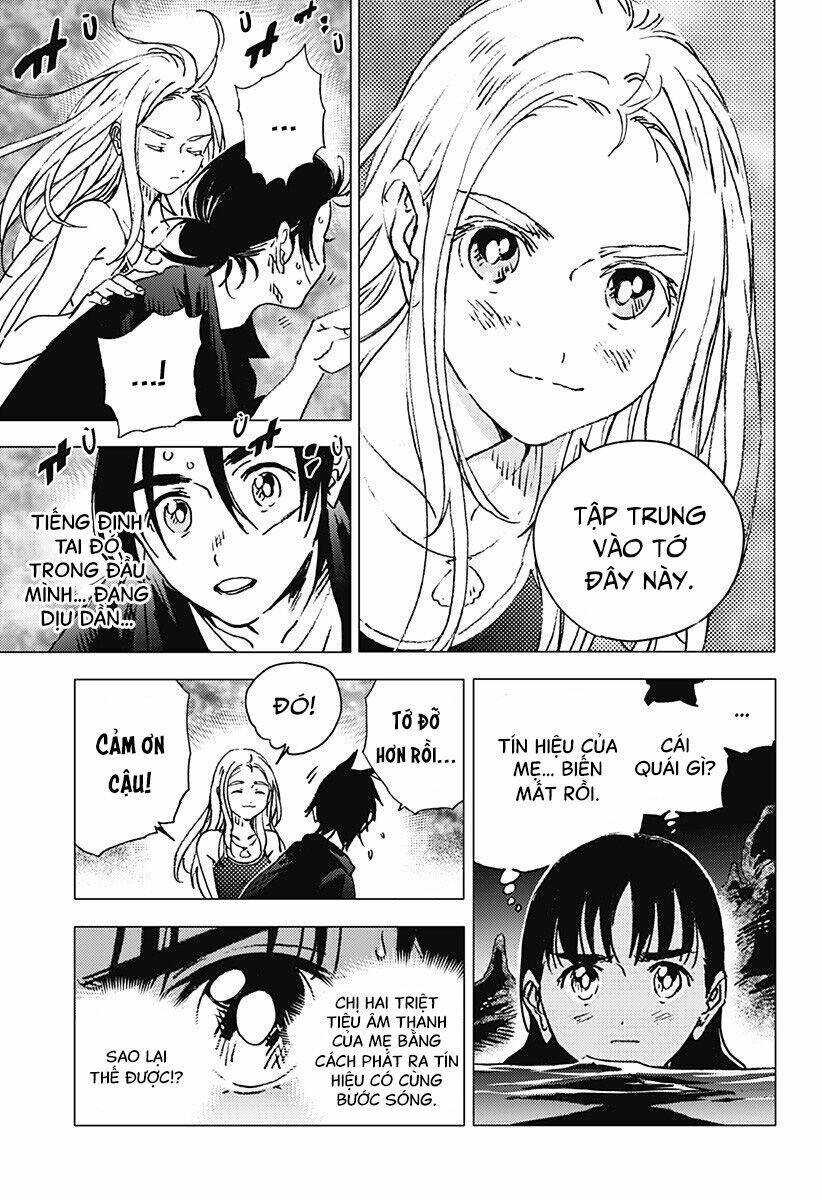 TẬP TRUNG
VÀO TỚ
ĐÂY NÀY.
...
...!
TIẾNG ĐỊNH
TAI ĐÓ
TRONG ĐẦU
MÌNH... ĐANG
DỊU DẦN...
...
CÁI
QUÁI GÌ?
TÍN HIỆU CỦA
MẸ... BIẾN
MẤT RỒI.
TỚ ĐỠ
HƠN RỒI...
ĐÓ!
CẢM ƠN
CẬU!
CHỊ HAI TRIỆT
TIÊU ÂM THANH
CỦA MẸ BẰNG
CÁCH PHÁT RA TÍN
HIỆU CÓ CÙNG
BƯỚC SÓNG.
SAO LẠI
THẾ ĐƯỢC!?